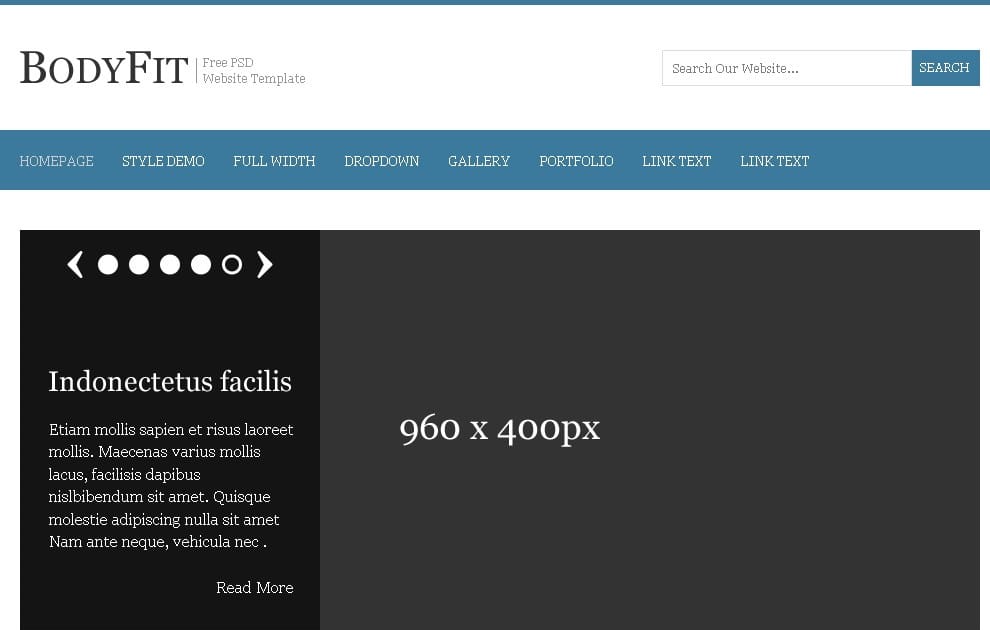 BODYFIT
Free PSD
Website Template
Search Our Website...
SEARCH
HOMEPAGE STYLE DEMO FULL WIDTH DROPDOWN GALLERY PORTFOLIO LINK TEXT LINK TEXT
Indonectetus facilis
Etiam mollis sapien et risus laoreet
mollis. Maecenas varius mollis
lacus, facilisis dapibus
nislbibendum sit amet. Quisque
molestie adipiscing nulla sit amet
Nam ante neque, vehicula nec .
Read More
960 x 400px